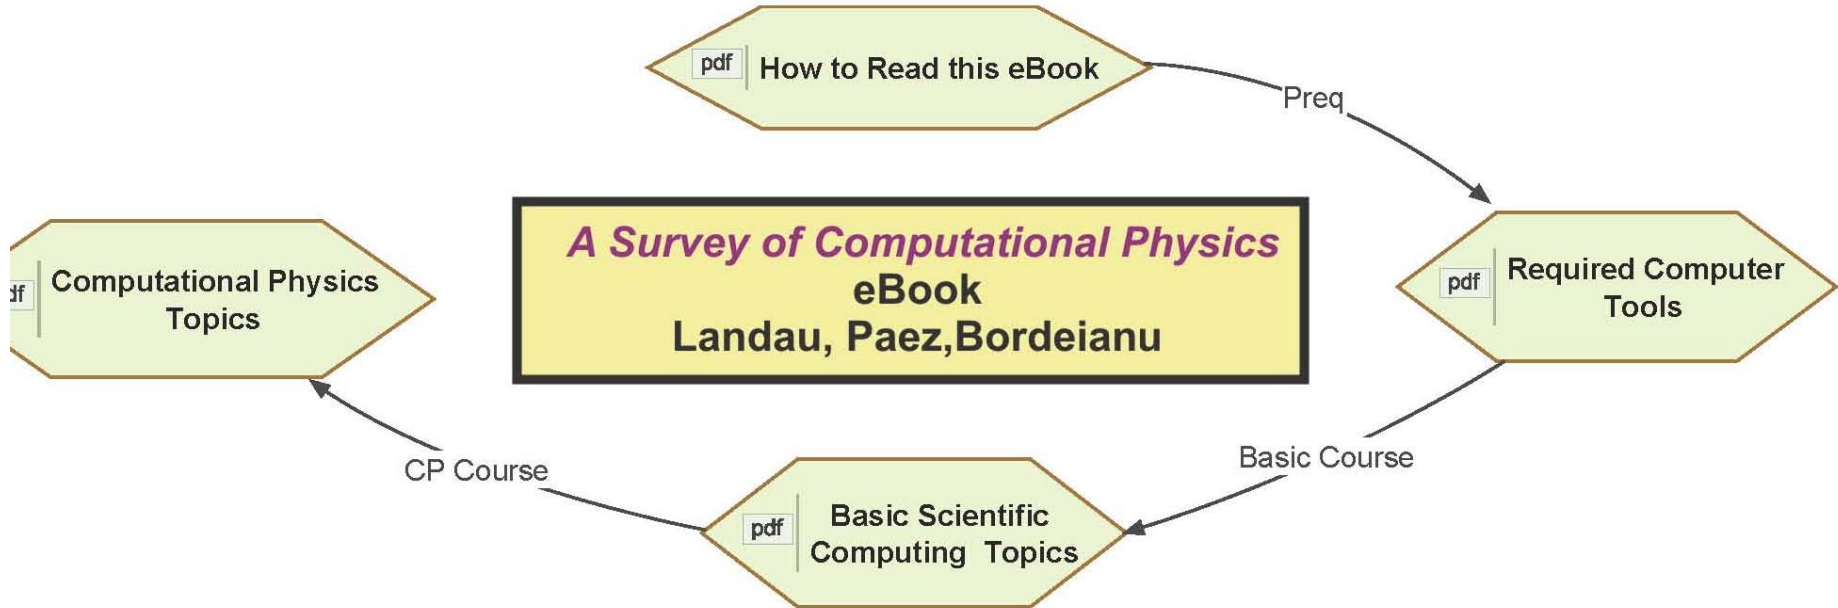 pdf
How to Read this eBook
Preq
A Survey of Computational Physics
eBook
Landau, Paez,Bordeianu
pdf
Required Computer
Tools
df
Computational Physics
Topics
CP Course
Basic Course
pdf
Basic Scientific
Computing  Topics